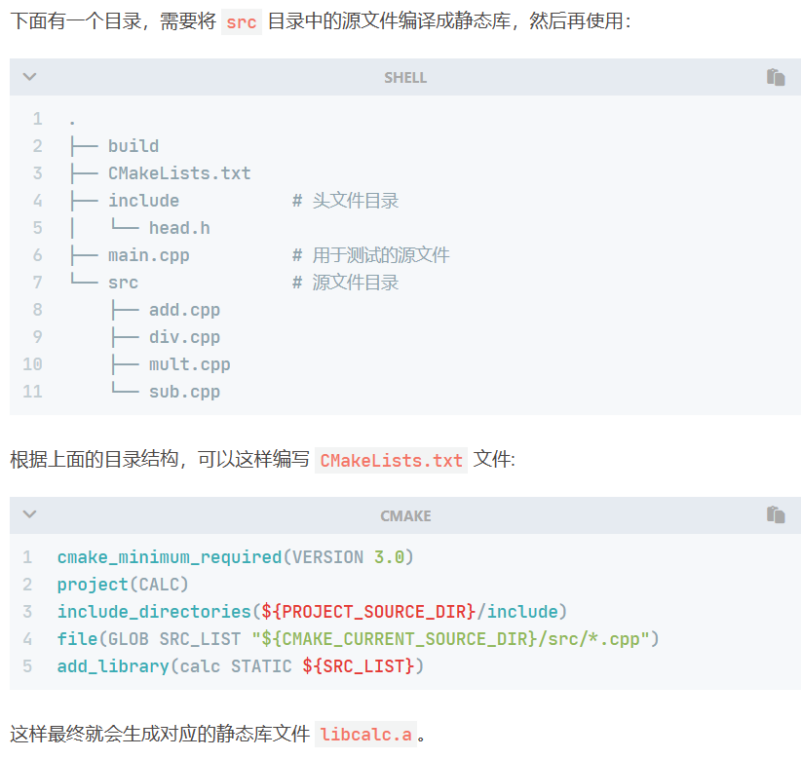 下面有一个目录，需要将 src 目录中的源文件编译成静态库，然后再使用：
SHELL
1 .
2 ├── build
3 ├── CMakeLists.txt
4 ├── include # 头文件目录
5 │   └── head.h
6 ├── main.cpp # 用于测试的源文件
7 └── src # 源文件目录
8     ├── add.cpp
9     ├── div.cpp
10     ├── mult.cpp
11     └── sub.cpp
根据上面的目录结构，可以这样编写 CMakeLists.txt 文件:
CMAKE
1 cmake_minimum_required(VERSION 3.0)
2 project(CALC)
3 include_directories(${PROJECT_SOURCE_DIR}/include)
4 file(GLOB SRC_LIST "${CMAKE_CURRENT_SOURCE_DIR}/src/*.cpp")
5 add_library(calc STATIC ${SRC_LIST})
这样最终就会生成对应的静态库文件 libcalc.a 。